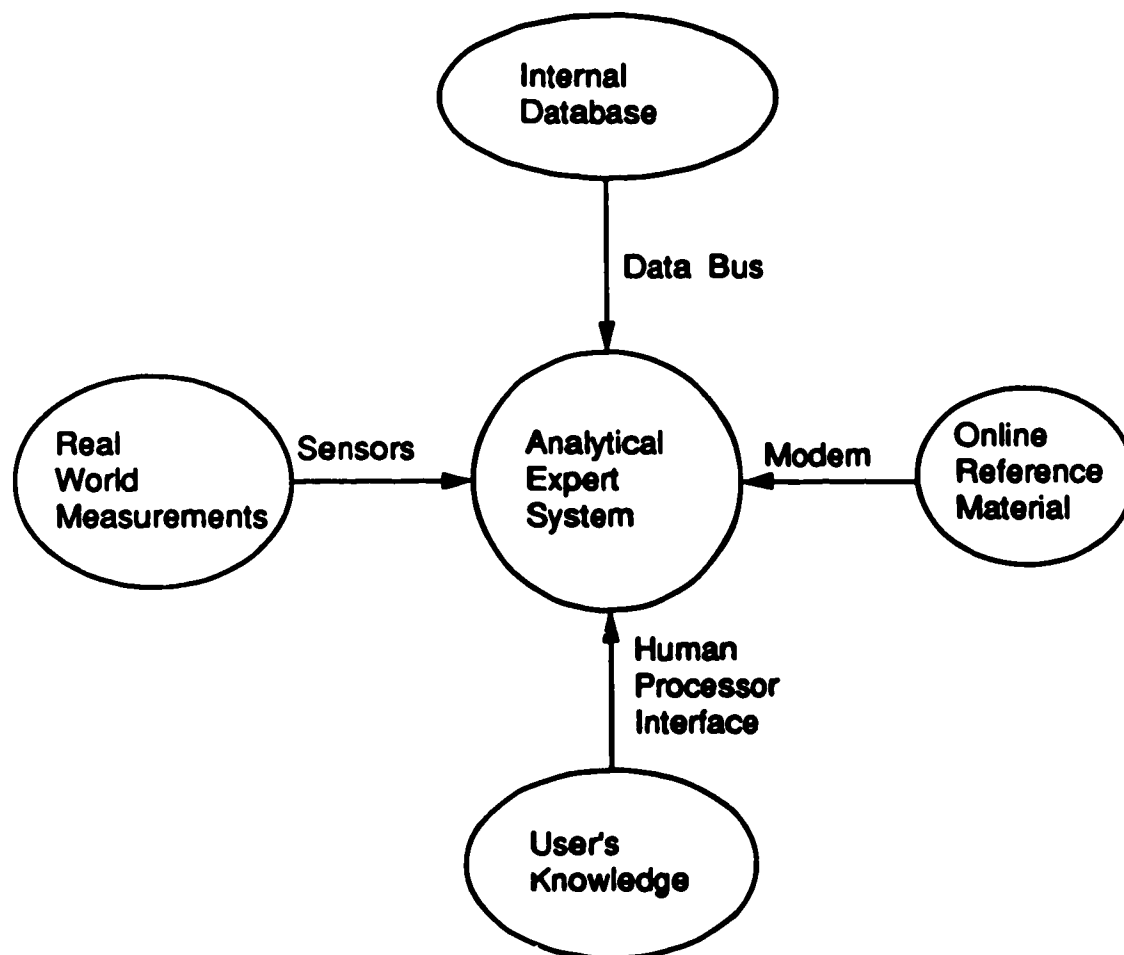 Internal
Database
Data Bus
Real
World
Measurements
Sensors
Analytical
Expert
System
Modem
Online
Reference
Material
Human
Processor
Interface
User's
Knowledge